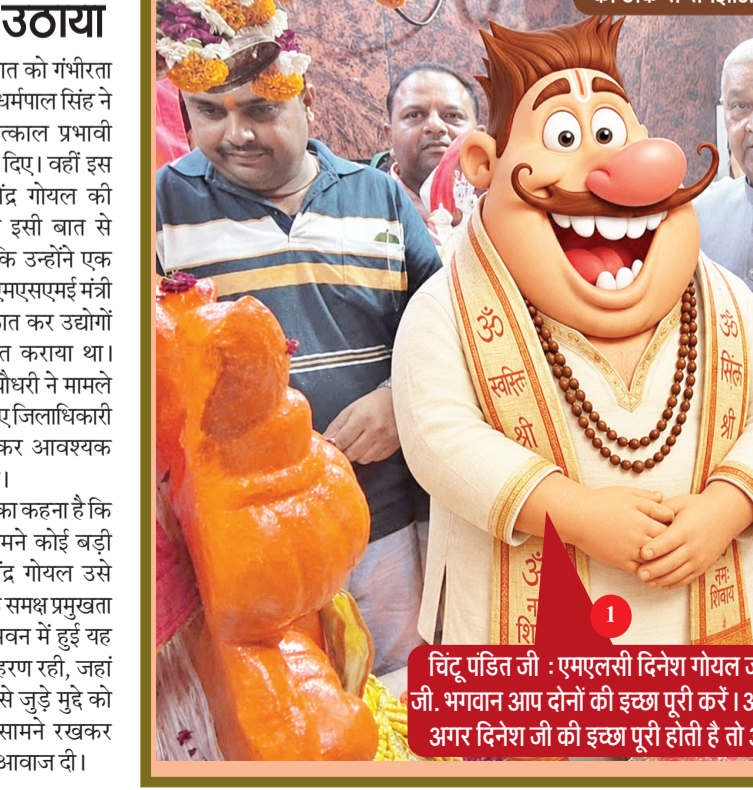 उठाया
ात को गंभीरता
धर्मपाल सिंह ने
त्काल प्रभावी
दिए। वहीं इस
ेंद्र गोयल की
इसी बात से
कि उन्होंने एक
एमएसएमई मंत्री
ात कर उद्योगों
त कराया था।
चौधरी ने मामले
ए जिलाधिकारी
कर आवश्यक
।
का कहना है कि
मने कोई बड़ी
ेंद्र गोयल उसे
समक्ष प्रमुखता
वन में हुई यह
हरण रही, जहां
से जुड़े मुद्दे को
सामने रखकर
आवाज दी।
ॐ
स्वस्ति
श्री
ॐ
श्री
ॐ
नमः
शिवाय
1
चिंटू पंडित जी : एमएलसी दिनेश गोयल
जी. भगवान आप दोनों की इच्छा पूरी करें।
अगर दिनेश जी की इच्छा पूरी होती है तो